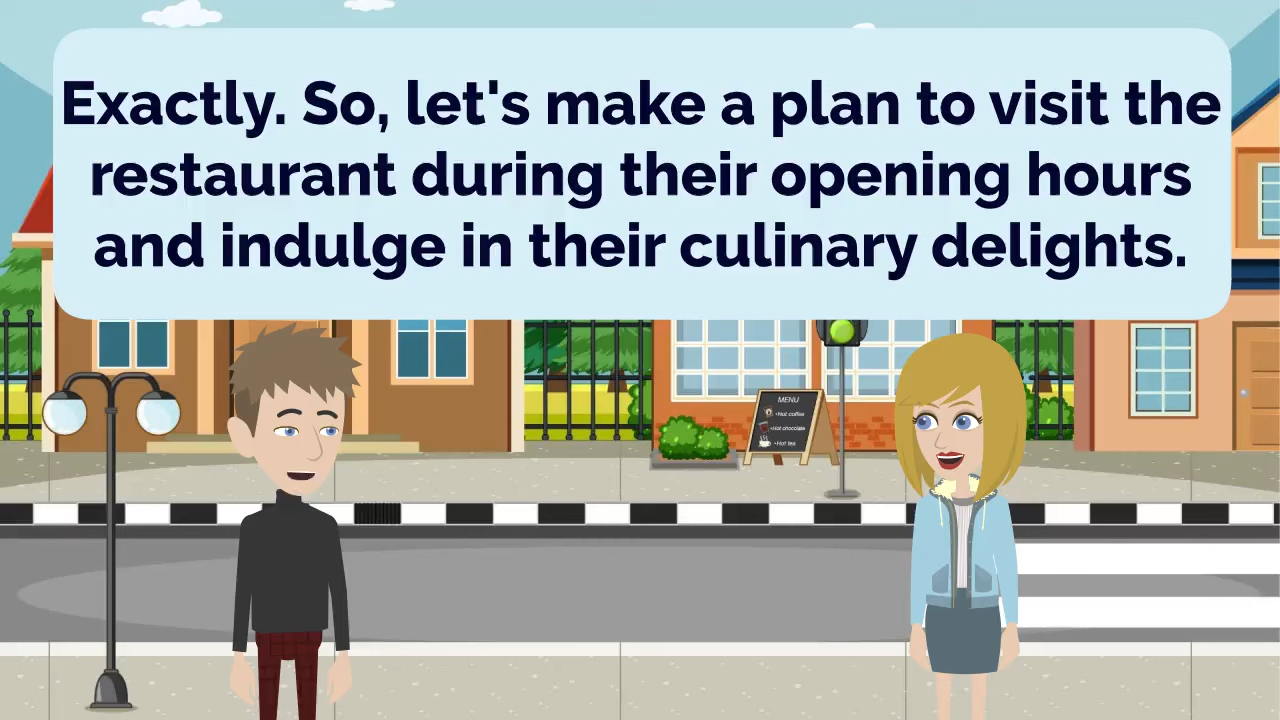 Exactly. So, let's make a plan to visit the
restaurant during their opening hours
and indulge in their culinary delights.
MENU
•Hot coffee
•Hot chocolate
•Hot tea